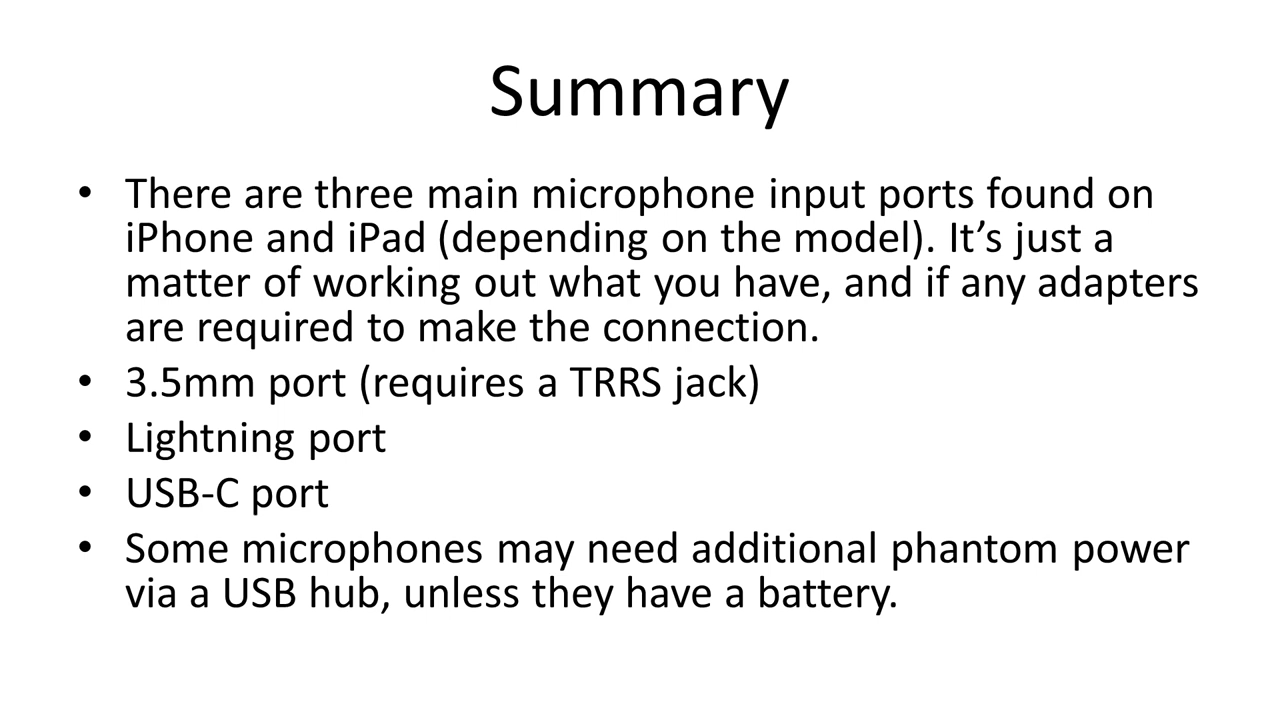 Summary
• There are three main microphone input ports found on
iPhone and iPad (depending on the model). It’s just a
matter of working out what you have, and if any adapters
are required to make the connection.
• 3.5mm port (requires a TRRS jack)
• Lightning port
• USB-C port
• Some microphones may need additional phantom power
via a USB hub, unless they have a battery.